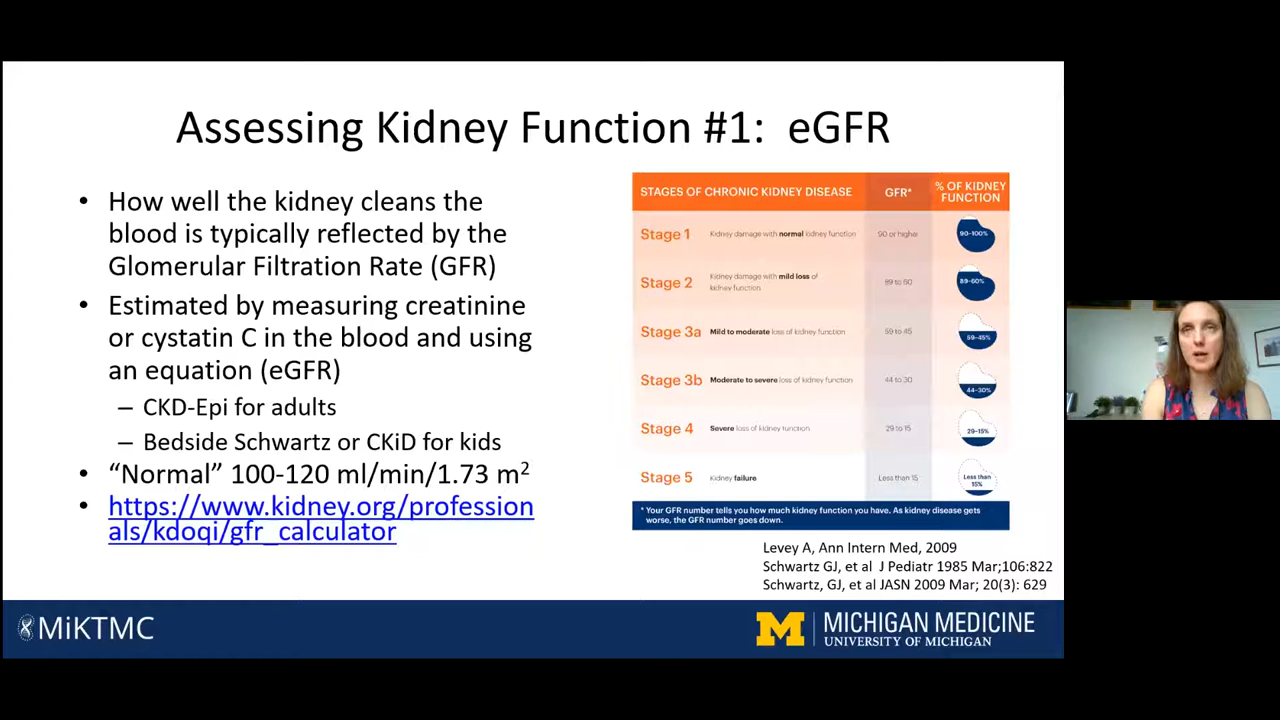 Assessing Kidney Function #1: eGFR
• How well the kidney cleans the
blood is typically reflected by the
Glomerular Filtration Rate (GFR)
• Estimated by measuring creatinine
or cystatin C in the blood and using
an equation (eGFR)
– CKD-Epi for adults
– Bedside Schwartz or CKiD for kids
• “Normal” 100-120 ml/min/1.73 m²
• https://www.kidney.org/profession
als/kdoqi/gfr_calculator
STAGES OF CHRONIC KIDNEY DISEASE GFR* % OF KIDNEY
FUNCTION
Stage 1 Kidney damage with normal kidney function 90 or higher 90-100%
Stage 2 Kidney damage with mild loss of
kidney function 89 to 60 89-60%
Stage 3a Mild to moderate loss of kidney function 59 to 45 59-45%
Stage 3b Moderate to severe loss of kidney function 44 to 30 44-30%
Stage 4 Severe loss of kidney function 29 to 15 29-15%
Stage 5 Kidney failure Less than 15 Less than
15%
* Your GFR number tells you how much kidney function you have. As kidney disease gets
worse, the GFR number goes down.
Levey A, Ann Intern Med, 2009
Schwartz GJ, et al J Pediatr 1985 Mar;106:822
Schwartz, GJ, et al JASN 2009 Mar; 20(3): 629
MiKTMC
M MICHIGAN MEDICINE
UNIVERSITY OF MICHIGAN